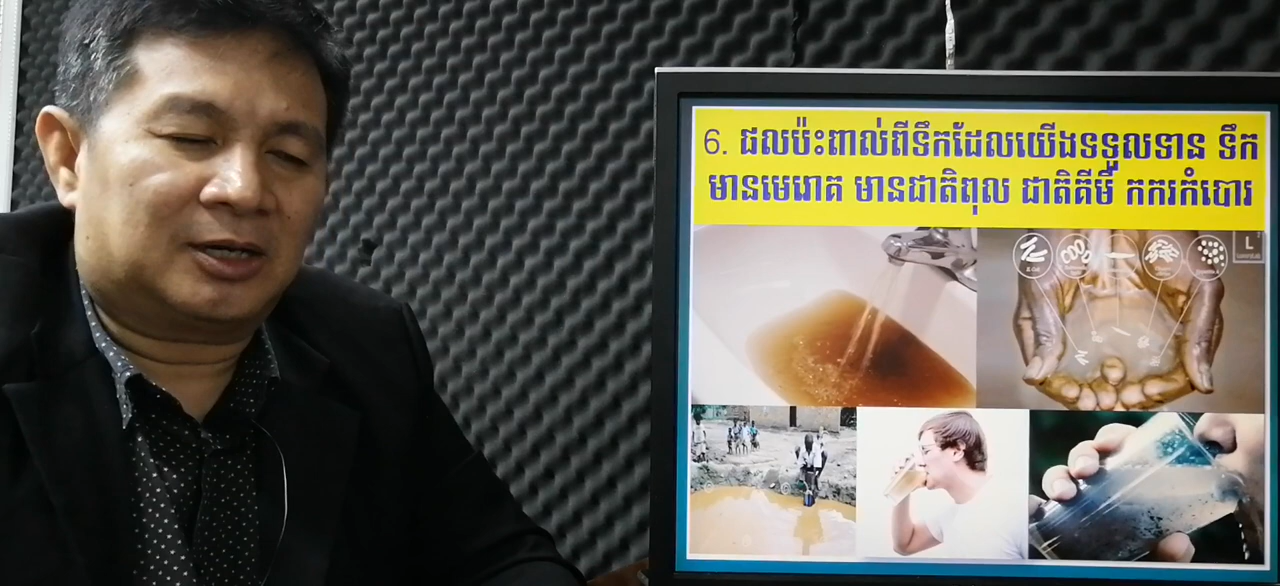 6. ផលប៉ះពាល់ពីទឹកដែលយើងទទួលទាន ទឹក
មានមេរោគ មានជាតិពុល ជាតិគីមី កករកំបោរ
E.Coli
L